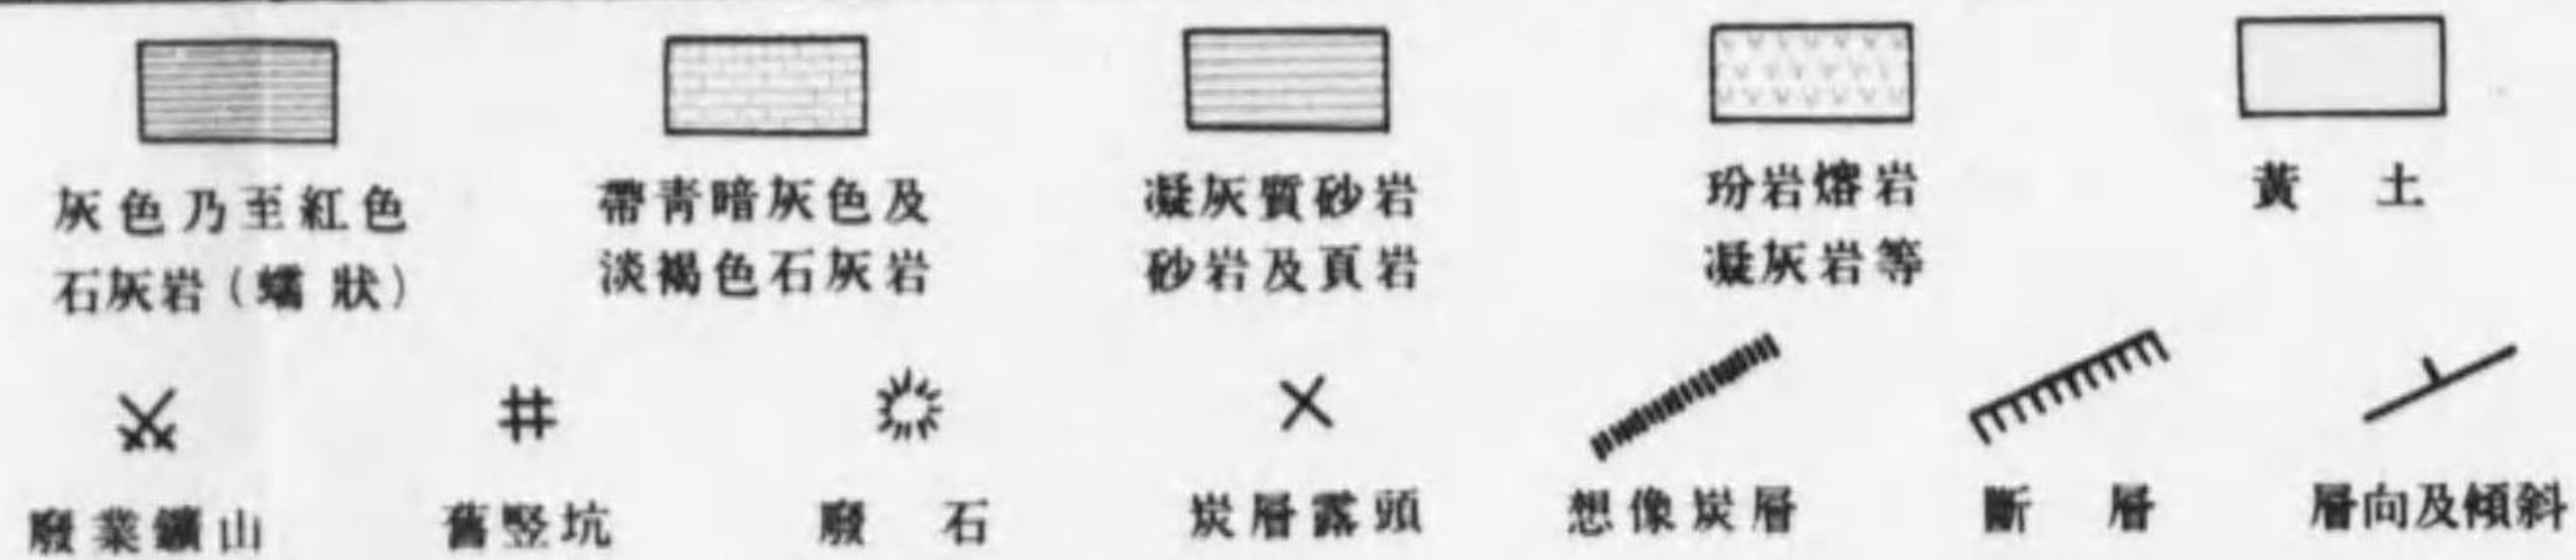 灰色乃至紅色
石灰岩(蠕狀)
帶靑暗灰色及
淡褐色石灰岩
凝灰質砂岩
砂岩及頁岩
玢岩熔岩
凝灰岩等
黃土
廢業鑛山
舊竪坑
廢石
炭層露頭
想像炭層
斷層
層向及傾斜